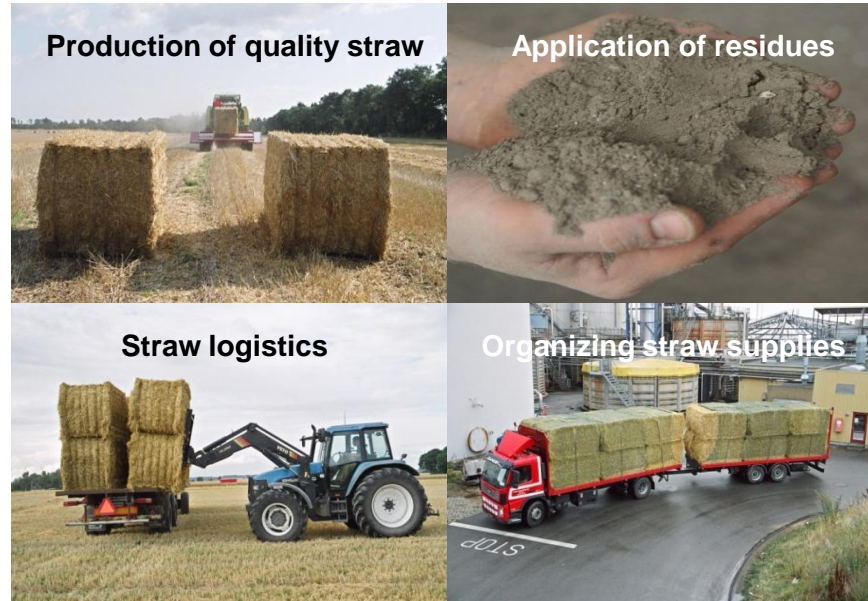 Production of quality straw
Application of residues
Straw logistics
Organizing straw supplies
STOP